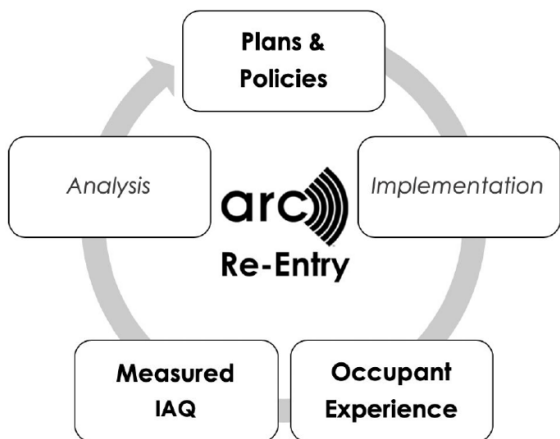 Plans &
Policies
Analysis
arc
Implementation
Re-Entry
Measured
IAQ
Occupant
Experience